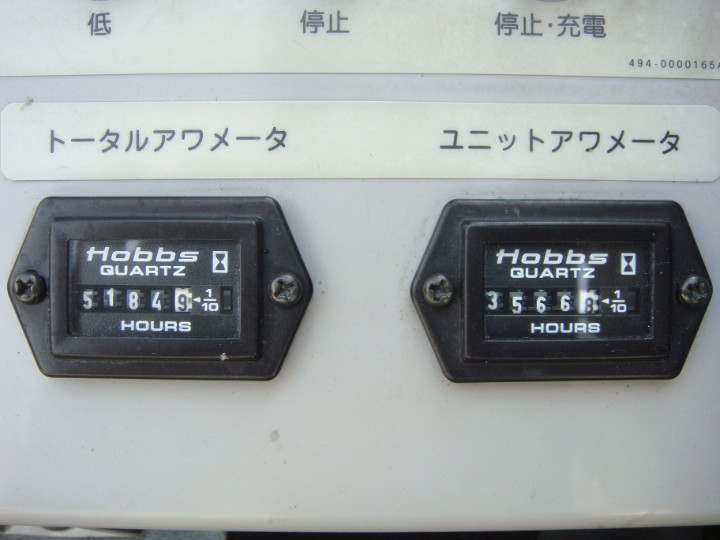 低 停止 停止・充電
494-0000165A
トータルアワメータ ユニットアワメータ
Hobbs
QUARTZ
51849 1/10
HOURS
Hobbs
QUARTZ
35668 1/10
HOURS